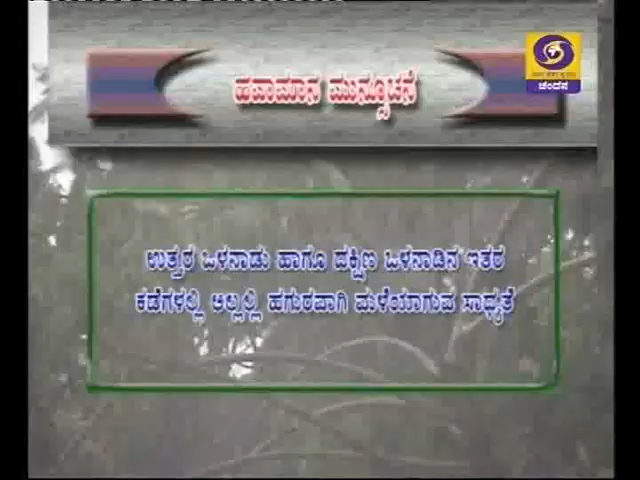 ಹವಾಮಾನ ಮುನ್ಸೂಚನೆ
ಚಂದನ
ಉತ್ತರ ಒಳನಾಡು ಹಾಗೂ ದಕ್ಷಿಣ ಒಳನಾಡಿನ ಇತರ
ಕಡೆಗಳಲ್ಲಿ ಅಲ್ಲಲ್ಲಿ ಹಗುರವಾಗಿ ಮಳೆಯಾಗುವ ಸಾಧ್ಯತೆ